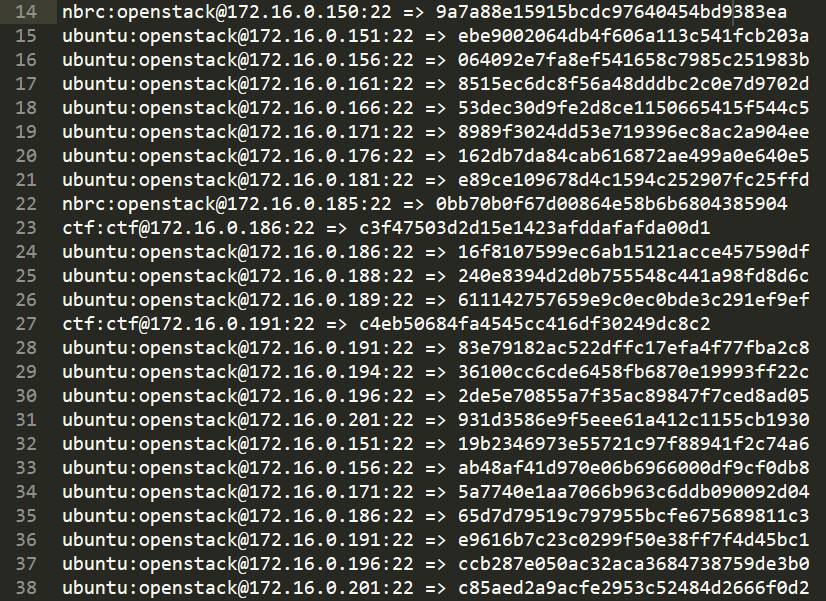 14 nbrc:openstack@172.16.0.150:22 => 9a7a88e15915bcdc97640454bd9383ea
15 ubuntu:openstack@172.16.0.151:22 => ebe9002064db4f606a113c541fcb203a
16 ubuntu:openstack@172.16.0.156:22 => 064092e7fa8ef541658c7985c251983b
17 ubuntu:openstack@172.16.0.161:22 => 8515ec6dc8f56a48dddbc2c0e7d9702d
18 ubuntu:openstack@172.16.0.166:22 => 53dec30d9fe2d8ce1150665415f544c5
19 ubuntu:openstack@172.16.0.171:22 => 8989f3024dd53e719396ec8ac2a904ee
20 ubuntu:openstack@172.16.0.176:22 => 162db7da84cab616872ae499a0e640e5
21 ubuntu:openstack@172.16.0.181:22 => e89ce109678d4c1594c252907fc25ffd
22 nbrc:openstack@172.16.0.185:22 => 0bb70b0f67d00864e58b6b6804385904
23 ctf:ctf@172.16.0.186:22 => c3f47503d2d15e1423afddafafda00d1
24 ubuntu:openstack@172.16.0.186:22 => 16f8107599ec6ab15121acce457590df
25 ubuntu:openstack@172.16.0.188:22 => 240e8394d2d0b755548c441a98fd8d6c
26 ubuntu:openstack@172.16.0.189:22 => 611142757659e9c0ec0bde3c291ef9ef
27 ctf:ctf@172.16.0.191:22 => c4eb50684fa4545cc416df30249dc8c2
28 ubuntu:openstack@172.16.0.191:22 => 83e79182ac522dffc17efa4f77fba2c8
29 ubuntu:openstack@172.16.0.194:22 => 36100cc6cde6458fb6870e19993ff22c
30 ubuntu:openstack@172.16.0.196:22 => 2de5e70855a7f35ac89847f7ced8ad05
31 ubuntu:openstack@172.16.0.201:22 => 931d3586e9f5eee61a412c1155cb1930
32 ubuntu:openstack@172.16.0.151:22 => 19b2346973e55721c97f88941f2c74a6
33 ubuntu:openstack@172.16.0.156:22 => ab48af41d970e06b6966000df9cf0db8
34 ubuntu:openstack@172.16.0.171:22 => 5a7740e1aa7066b963c6ddb090092d04
35 ubuntu:openstack@172.16.0.186:22 => 65d7d79519c797955bcfe675689811c3
36 ubuntu:openstack@172.16.0.191:22 => e9616b7c23c0299f50e38ff7f4d45bc1
37 ubuntu:openstack@172.16.0.196:22 => ccb287e050ac32aca3684738759de3b0
38 ubuntu:openstack@172.16.0.201:22 => c85aed2a9acfe2953c52484d2666f0d2